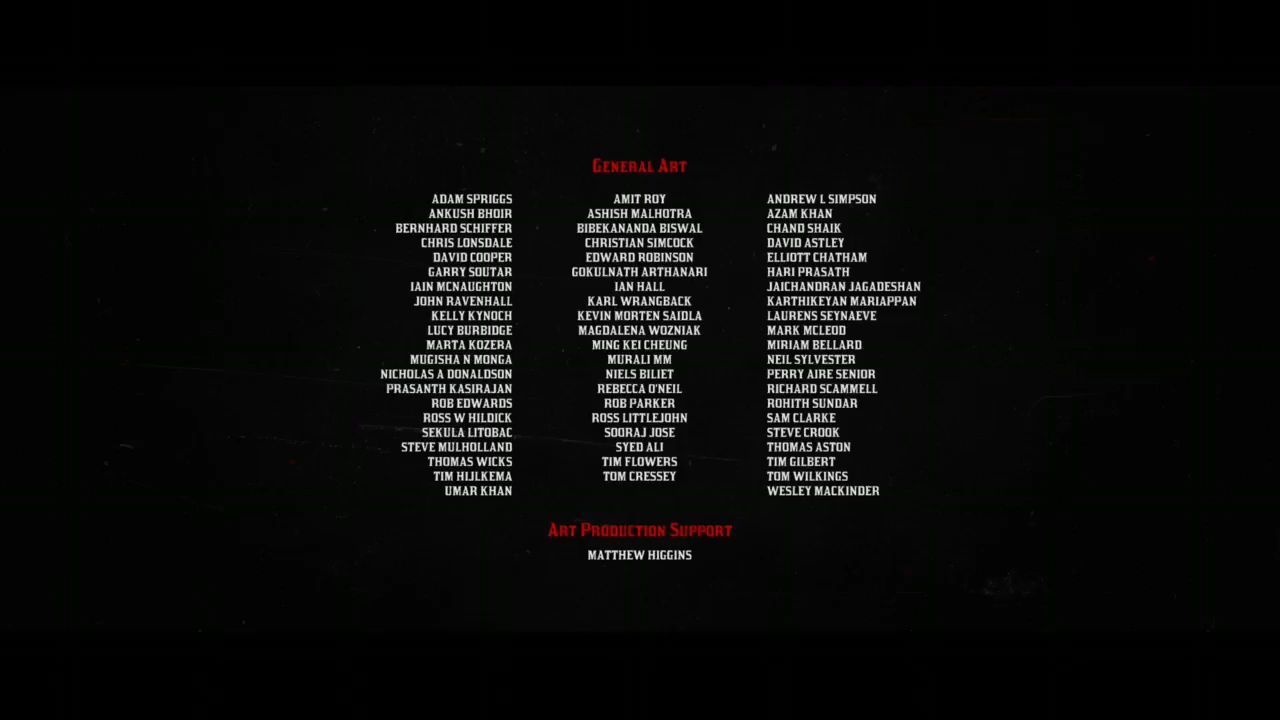 GENERAL ART
ADAM SPRIGGS AMIT ROY ANDREW L SIMPSON
ANKUSH BHOIR ASHISH MALHOTRA AZAM KHAN
BERNHARD SCHIFFER BIBEKANANDA BISWAL CHAND SHAIK
CHRIS LONSDALE CHRISTIAN SIMCOCK DAVID ASTLEY
DAVID COOPER EDWARD ROBINSON ELLIOTT CHATHAM
GARRY SOUTAR GOKULNATH ARTHANARI HARI PRASATH
IAIN MCNAUGHTON IAN HALL JAICHANDRAN JAGADESHAN
JOHN RAVENHALL KARL WRANGBACK KARTHIKEYAN MARIAPPAN
KELLY KYNOCH KEVIN MORTEN SAIDLA LAURENS SEYNAEVE
LUCY BURBIDGE MAGDALENA WOZNIAK MARK MCLEOD
MARTA KOZERA MING KEI CHEUNG MIRIAM BELLARD
MUGISHA N MONGA MURALI MM NEIL SYLVESTER
NICHOLAS A DONALDSON NIELS BILIET PERRY AIRE SENIOR
PRASANTH KASIRAJAN REBECCA O'NEIL RICHARD SCAMMELL
ROB EDWARDS ROB PARKER ROHITH SUNDAR
ROSS W HILDICK ROSS LITTLEJOHN SAM CLARKE
SEKULA LITOBAC SOORAJ JOSE STEVE CROOK
STEVE MULHOLLAND SYED ALI THOMAS ASTON
THOMAS WICKS TIM FLOWERS TIM GILBERT
TIM HIJLKEMA TOM CRESSEY TOM WILKINGS
UMAR KHAN WESLEY MACKINDER
ART PRODUCTION SUPPORT
MATTHEW HIGGINS